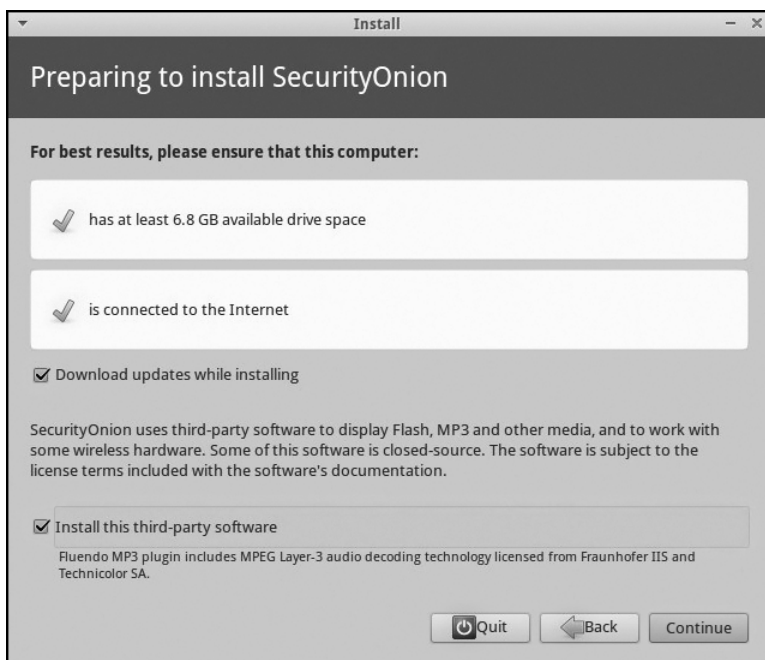 Install
Preparing to install SecurityOnion
For best results, please ensure that this computer:
has at least 6.8 GB available drive space
is connected to the Internet
Download updates while installing
SecurityOnion uses third-party software to display Flash, MP3 and other media, and to work with
some wireless hardware. Some of this software is closed-source. The software is subject to the
license terms included with the software's documentation.
Install this third-party software
Fluendo MP3 plugin includes MPEG Layer-3 audio decoding technology licensed from Fraunhofer IIS and
Technicolor SA.
Quit Back Continue